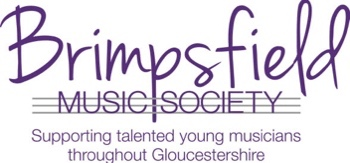 Brimpsfield
MUSIC SOCIETY
Supporting talented young musicians
throughout Gloucestershire